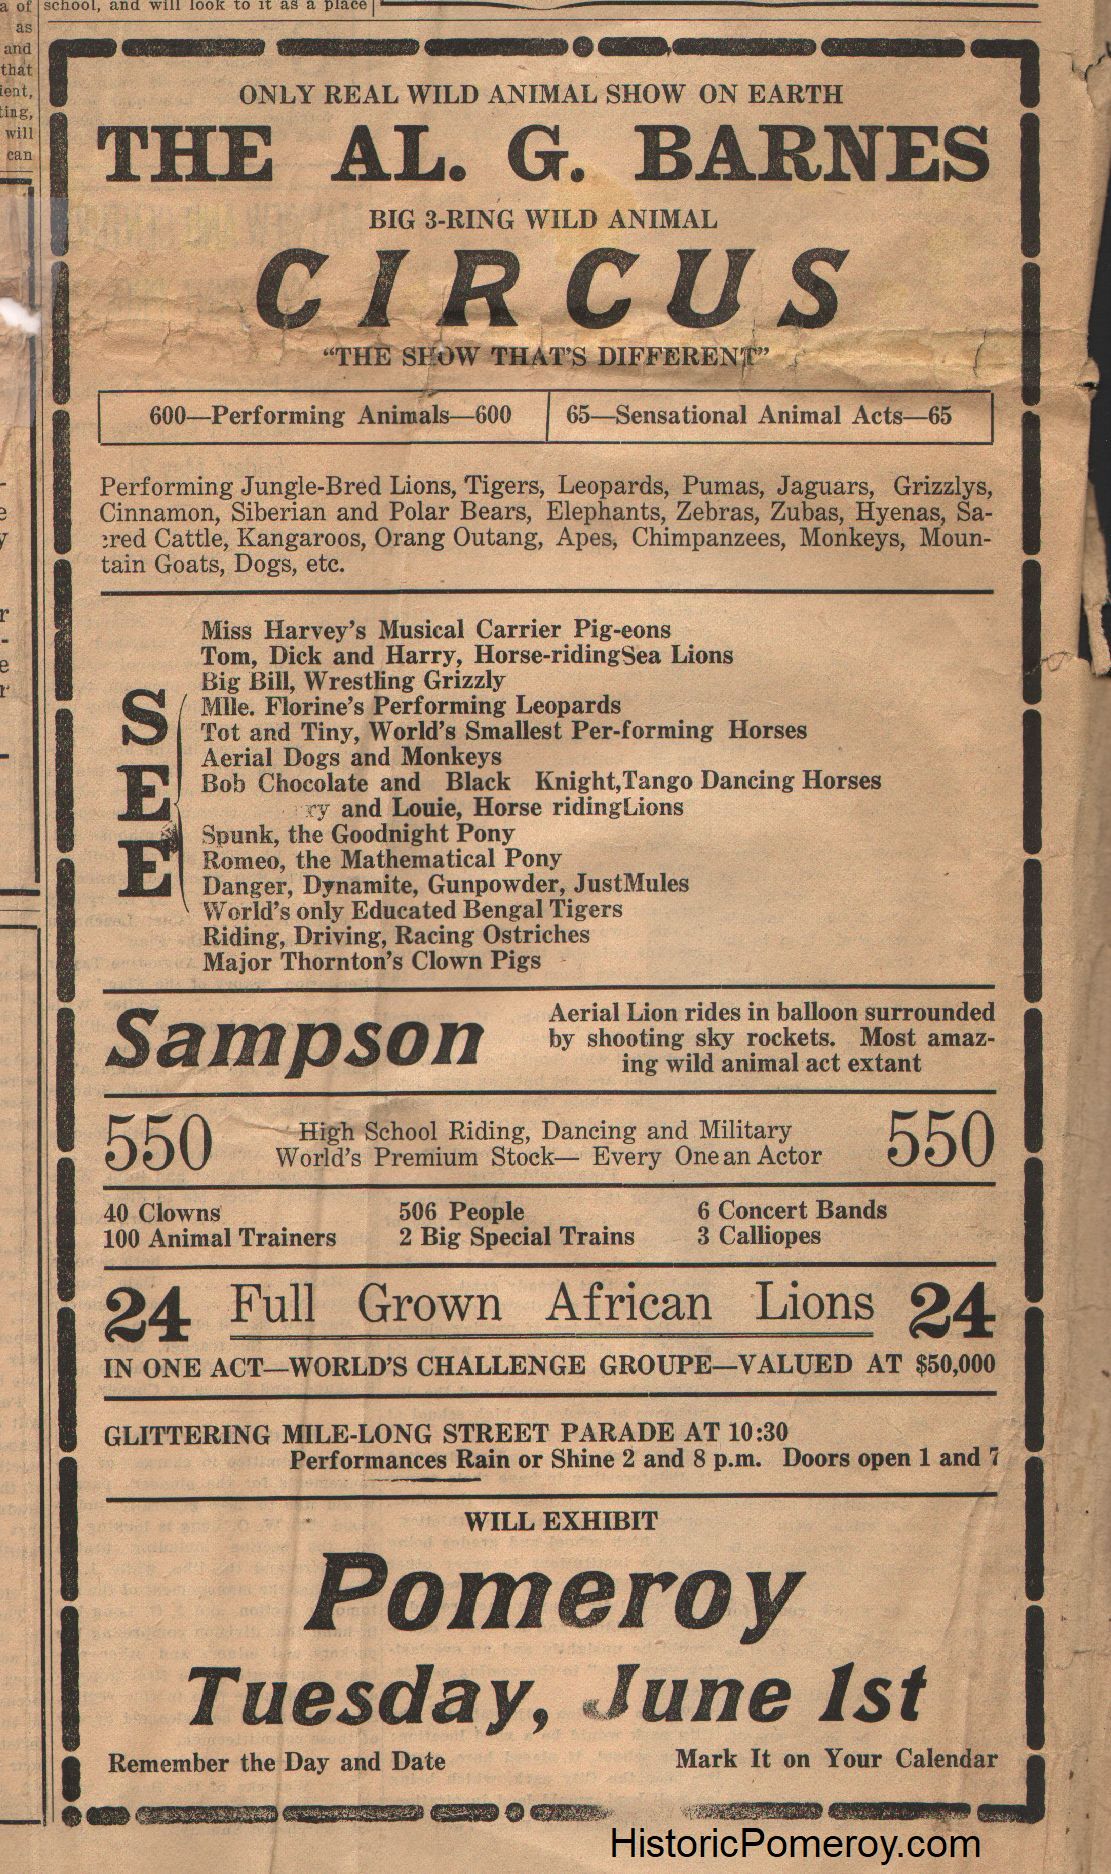 a of
as
and
that
ient,
ting,
will
can
school, and will look to it as a place
ONLY REAL WILD ANIMAL SHOW ON EARTH
THE AL. G. BARNES
BIG 3-RING WILD ANIMAL
CIRCUS
“THE SHOW THAT’S DIFFERENT”
600—Performing Animals—600
65—Sensational Animal Acts—65
Performing Jungle-Bred Lions, Tigers, Leopards, Pumas, Jaguars, Grizzlys,
Cinnamon, Siberian and Polar Bears, Elephants, Zebras, Zubas, Hyenas, Sa-
cred Cattle, Kangaroos, Orang Outang, Apes, Chimpanzees, Monkeys, Moun-
tain Goats, Dogs, etc.
SEE
Miss Harvey’s Musical Carrier Pig-eons
Tom, Dick and Harry, Horse-ridingSea Lions
Big Bill, Wrestling Grizzly
Mlle. Florine’s Performing Leopards
Tot and Tiny, World’s Smallest Per-forming Horses
Aerial Dogs and Monkeys
Bob Chocolate and Black Knight,Tango Dancing Horses
ry and Louie, Horse ridingLions
Spunk, the Goodnight Pony
Romeo, the Mathematical Pony
Danger, Dynamite, Gunpowder, JustMules
World’s only Educated Bengal Tigers
Riding, Driving, Racing Ostriches
Major Thornton’s Clown Pigs
Sampson
Aerial Lion rides in balloon surrounded
by shooting sky rockets. Most amaz-
ing wild animal act extant
550
High School Riding, Dancing and Military
World’s Premium Stock— Every One an Actor
550
40 Clowns 506 People 6 Concert Bands
100 Animal Trainers 2 Big Special Trains 3 Calliopes
24 Full Grown African Lions 24
IN ONE ACT—WORLD’S CHALLENGE GROUPE—VALUED AT $50,000
GLITTERING MILE-LONG STREET PARADE AT 10:30
Performances Rain or Shine 2 and 8 p.m. Doors open 1 and 7
WILL EXHIBIT
Pomeroy
Tuesday, June 1st
Remember the Day and Date Mark It on Your Calendar
HistoricPomeroy.com